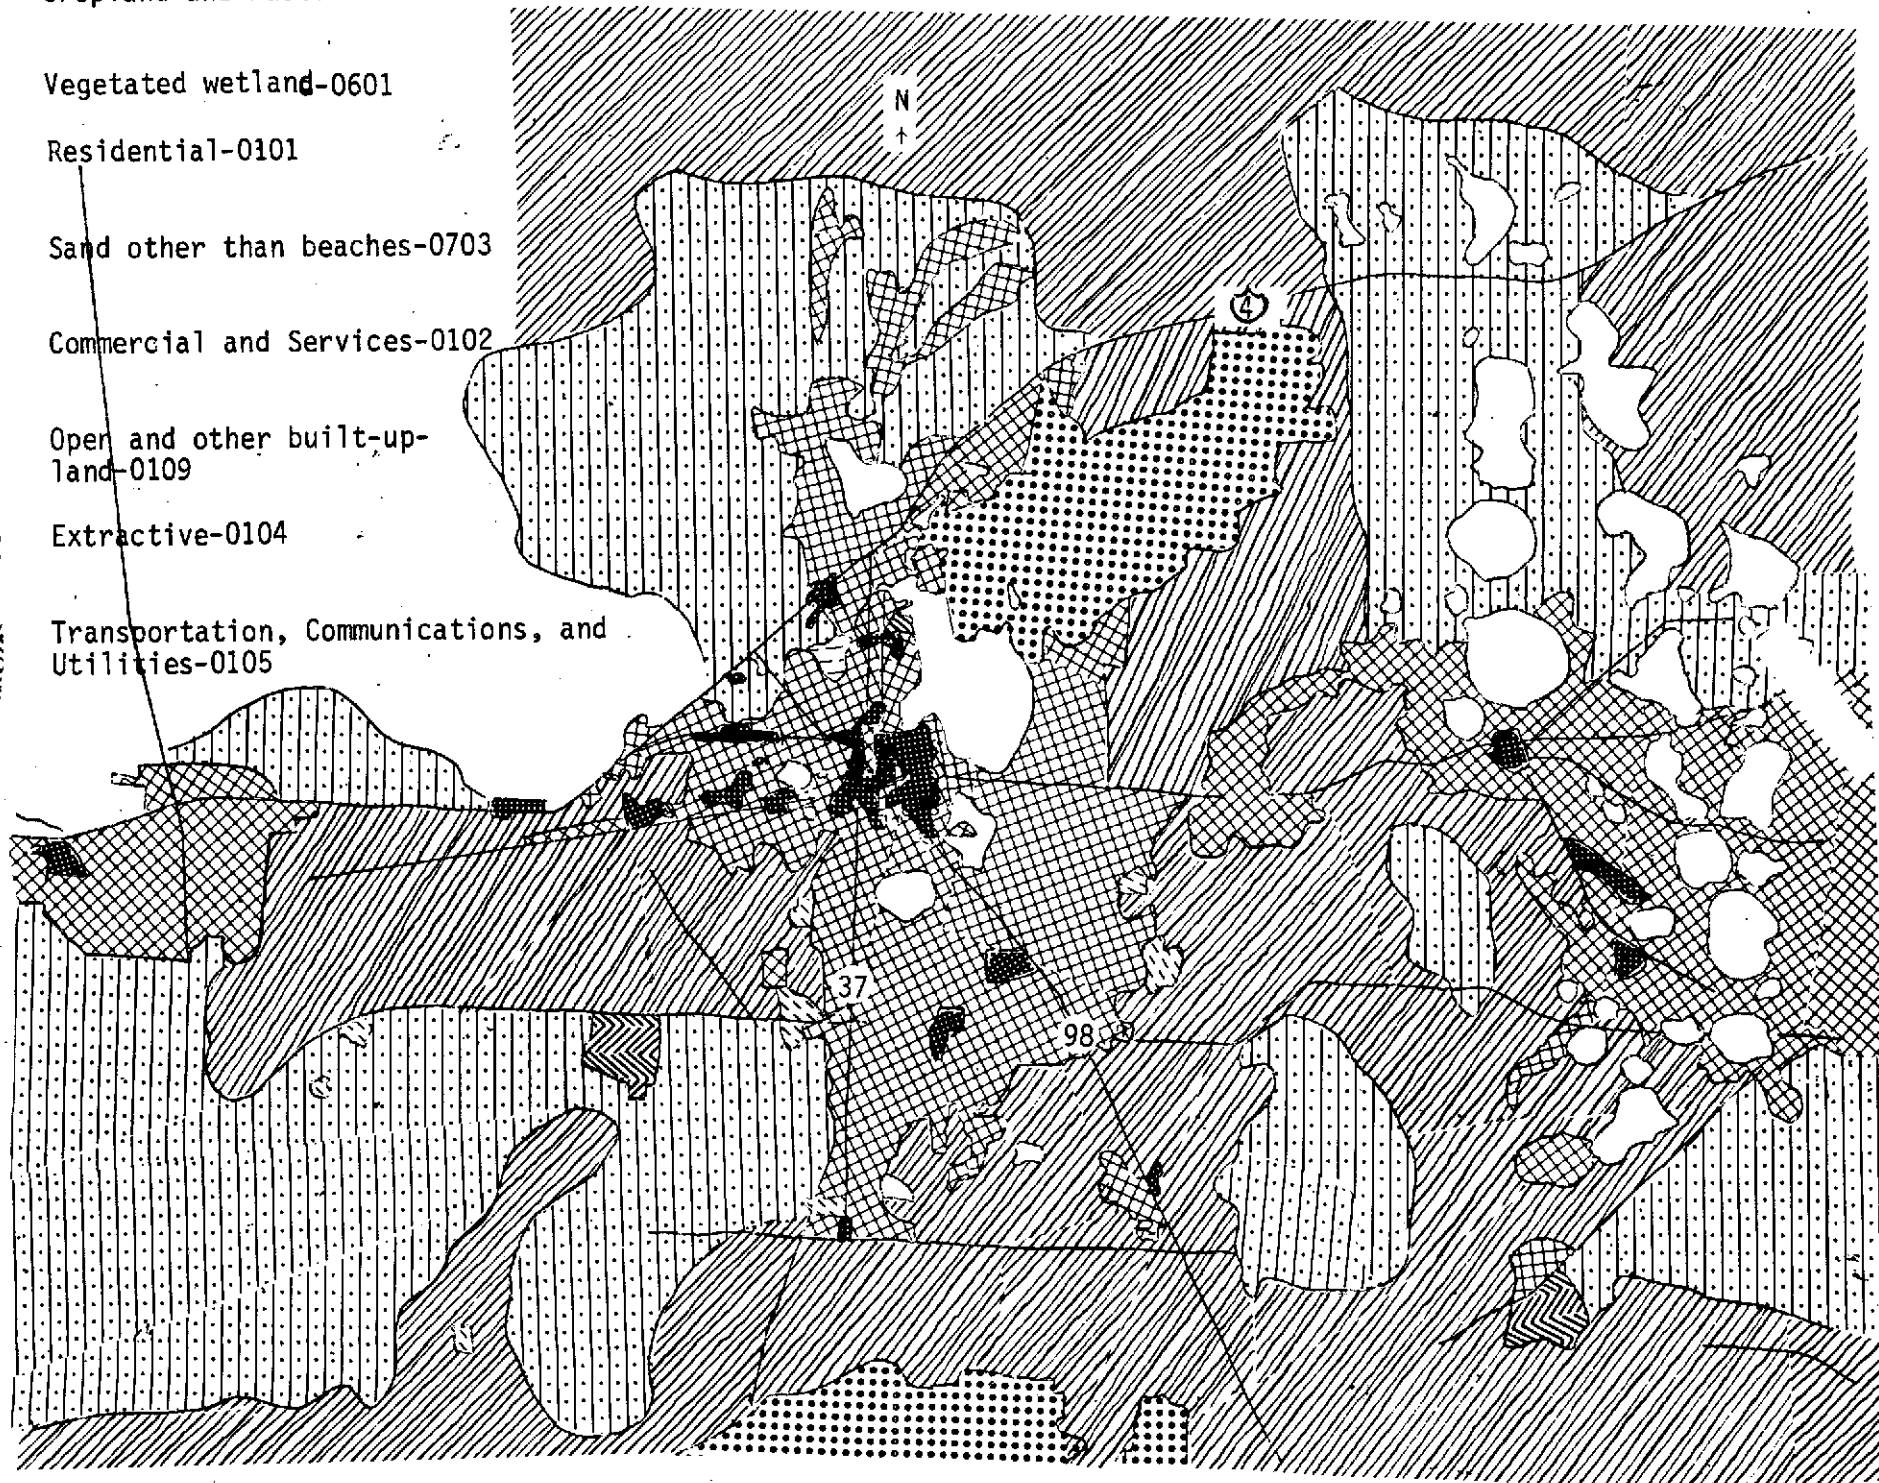 Vegetated wetland-0601
Residential-0101
Sand other than beaches-0703
Commercial and Services-0102
Open and other built-up-
land-0109
Extractive-0104
Transportation, Communications, and
Utilities-0105
N
4
37
98